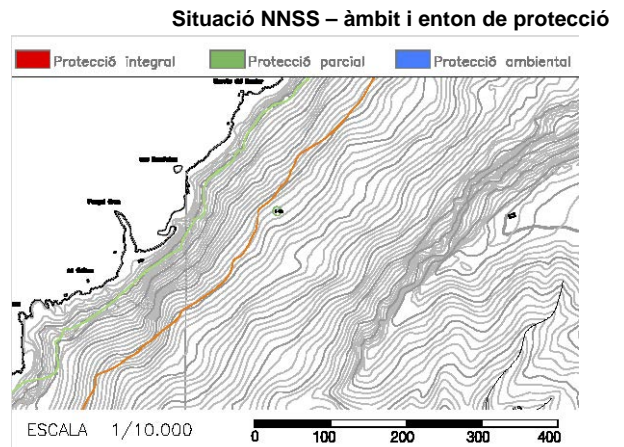 Situació NNSS – àmbit i enton de protecció
Protecció integral Protecció parcial Protecció ambiental
ESCALA 1/10.000 0 100 200 300 400